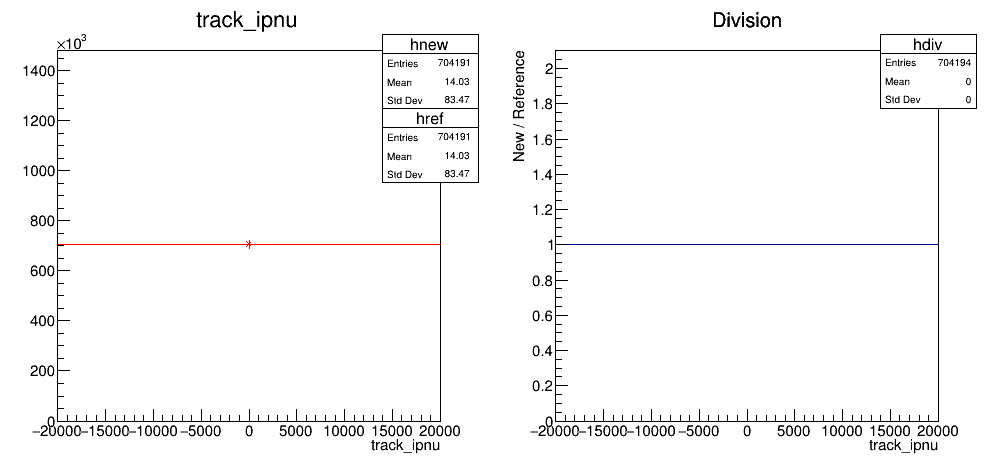 track_ipnu
×10³
hnew
Entries 704191
Mean 14.03
Std Dev 83.47
href
Entries 704191
Mean 14.03
Std Dev 83.47
1400
1200
1000
800
600
400
200
0
−20000 −15000 −10000 −5000 0 5000 10000 15000 20000
track_ipnu
Division
hdiv
Entries 704194
Mean 0
Std Dev 0
New / Reference
2
1.8
1.6
1.4
1.2
1
0.8
0.6
0.4
0.2
0
−20000 −15000 −10000 −5000 0 5000 10000 15000 20000
track_ipnu